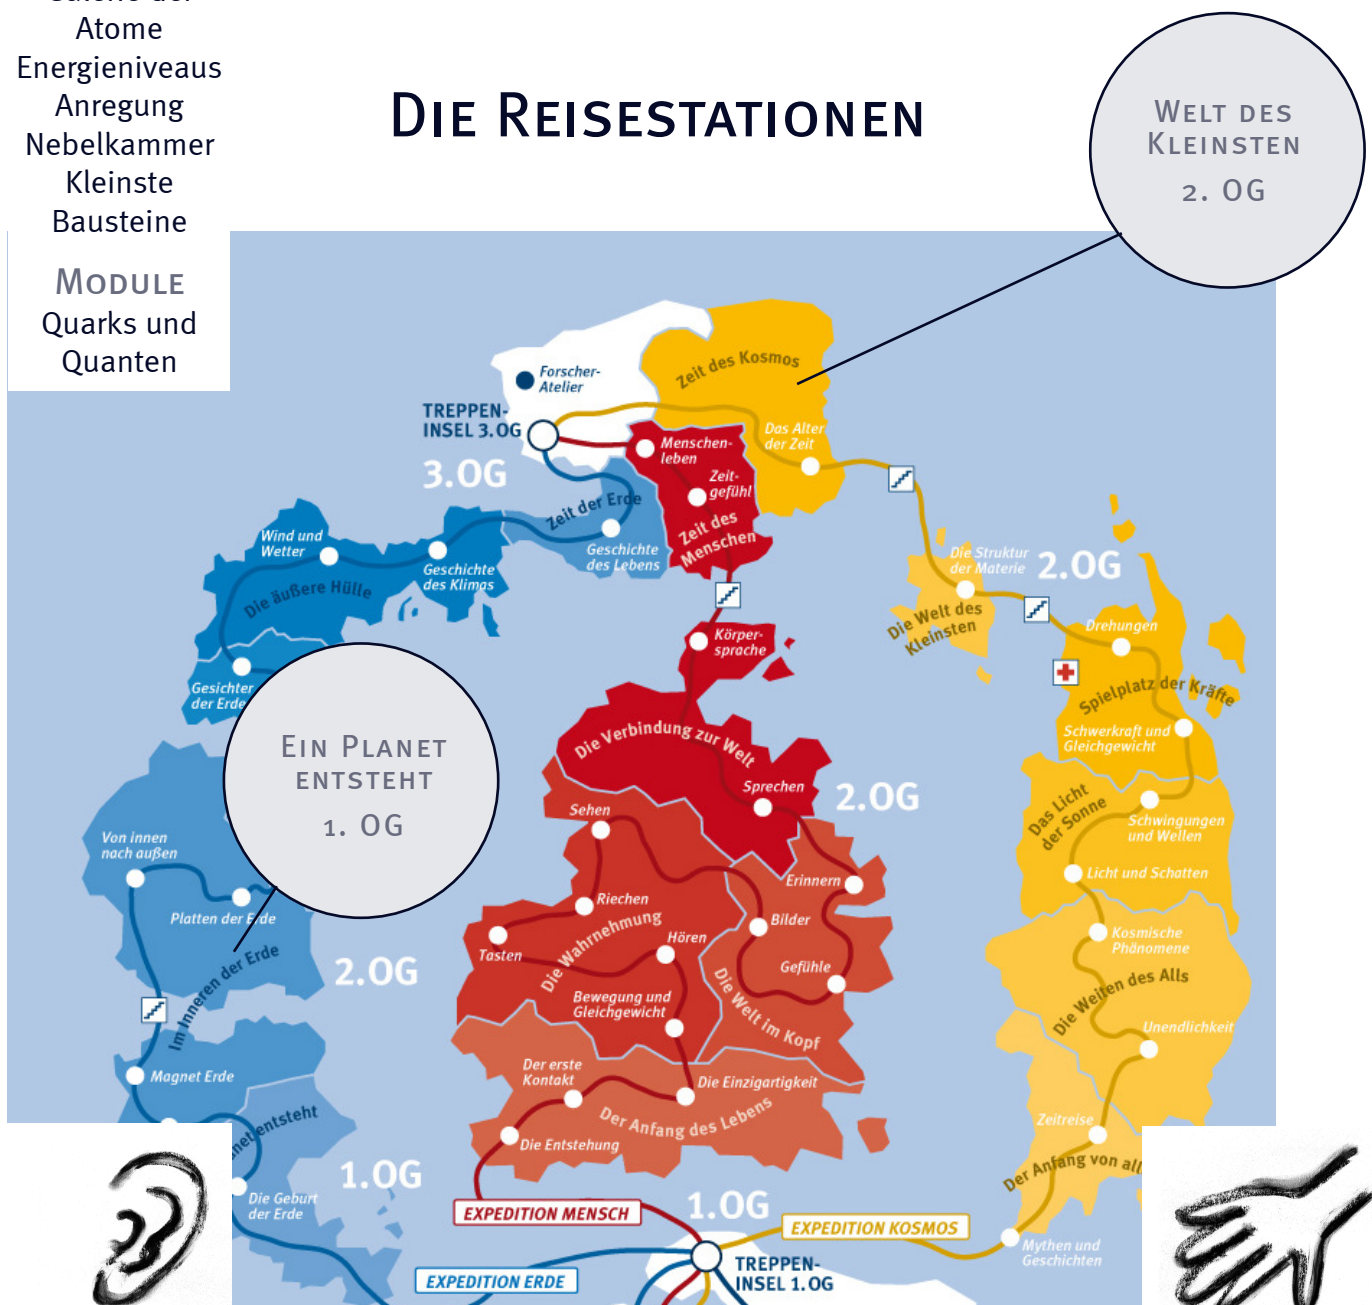 Atome
Energieniveaus
Anregung
Nebelkammer
Kleinste
Bausteine
MODULE
Quarks und
Quanten
DIE REISESTATIONEN
WELT DES
KLEINSTEN
2. OG
Zeit des Kosmos
Forscher-
Atelier
TREPPEN-
INSEL 3.OG
3.OG
Menschen-
leben
Das Alter
der Zeit
Zeit-
gefühl
Zeit des
Menschen
Zeit der Erde
Geschichte
des Lebens
Wind und
Wetter
Geschichte
des Klimas
Die äußere Hülle
Gesichter
der Erde
Die Struktur
der Materie
2.OG
Die Welt des
Kleinsten
Drehungen
Spielplatz der Kräfte
Schwerkraft und
Gleichgewicht
Körper-
sprache
Die Verbindung zur Welt
Sprechen
2.OG
EIN PLANET
ENTSTEHT
1. OG
Das Licht
der Sonne
Schwingungen
und Wellen
Licht und Schatten
Sehen
Erinnern
Riechen
Bilder
Tasten
Die Wahrnehmung
Hören
Gefühle
Die Welt im Kopf
Bewegung und
Gleichgewicht
Von innen
nach außen
Platten der Erde
Im Inneren der Erde
2.OG
Kosmische
Phänomene
Die Weiten des Alls
Unendlichkeit
Magnet Erde
Der erste
Kontakt
Die Einzigartigkeit
Der Anfang des Lebens
Die Entstehung
Zeitreise
Der Anfang von all
net entsteht
1.OG
Die Geburt
der Erde
EXPEDITION MENSCH
1.OG
EXPEDITION KOSMOS
Mythen und
Geschichten
EXPEDITION ERDE
TREPPEN-
INSEL 1.OG